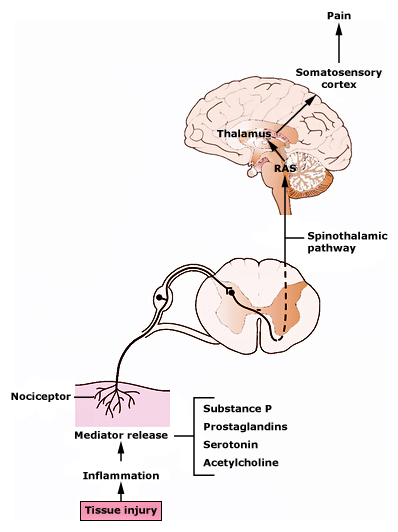 Pain
Somatosensory
cortex
Thalamus
RAS
Spinothalamic
pathway
Nociceptor
Mediator release
Substance P
Prostaglandins
Serotonin
Acetylcholine
Inflammation
Tissue injury